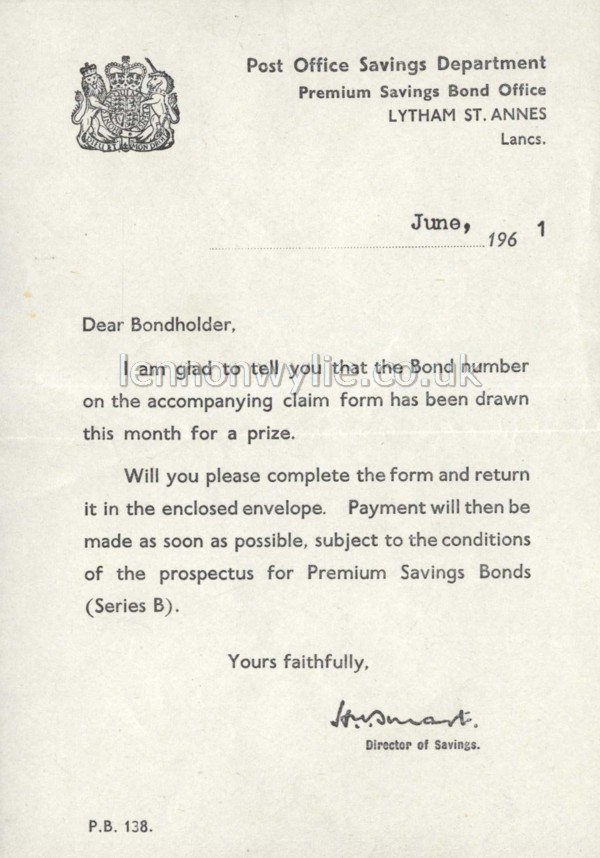 Post Office Savings Department
Premium Savings Bond Office
LYTHAM ST. ANNES
Lancs.
June, 196 1
Dear Bondholder,
I am glad to tell you that the Bond number
lennonwylie.co.uk
on the accompanying claim form has been drawn
this month for a prize.
Will you please complete the form and return
it in the enclosed envelope. Payment will then be
made as soon as possible, subject to the conditions
of the prospectus for Premium Savings Bonds
(Series B).
Yours faithfully,
Director of Savings.
P.B. 138.